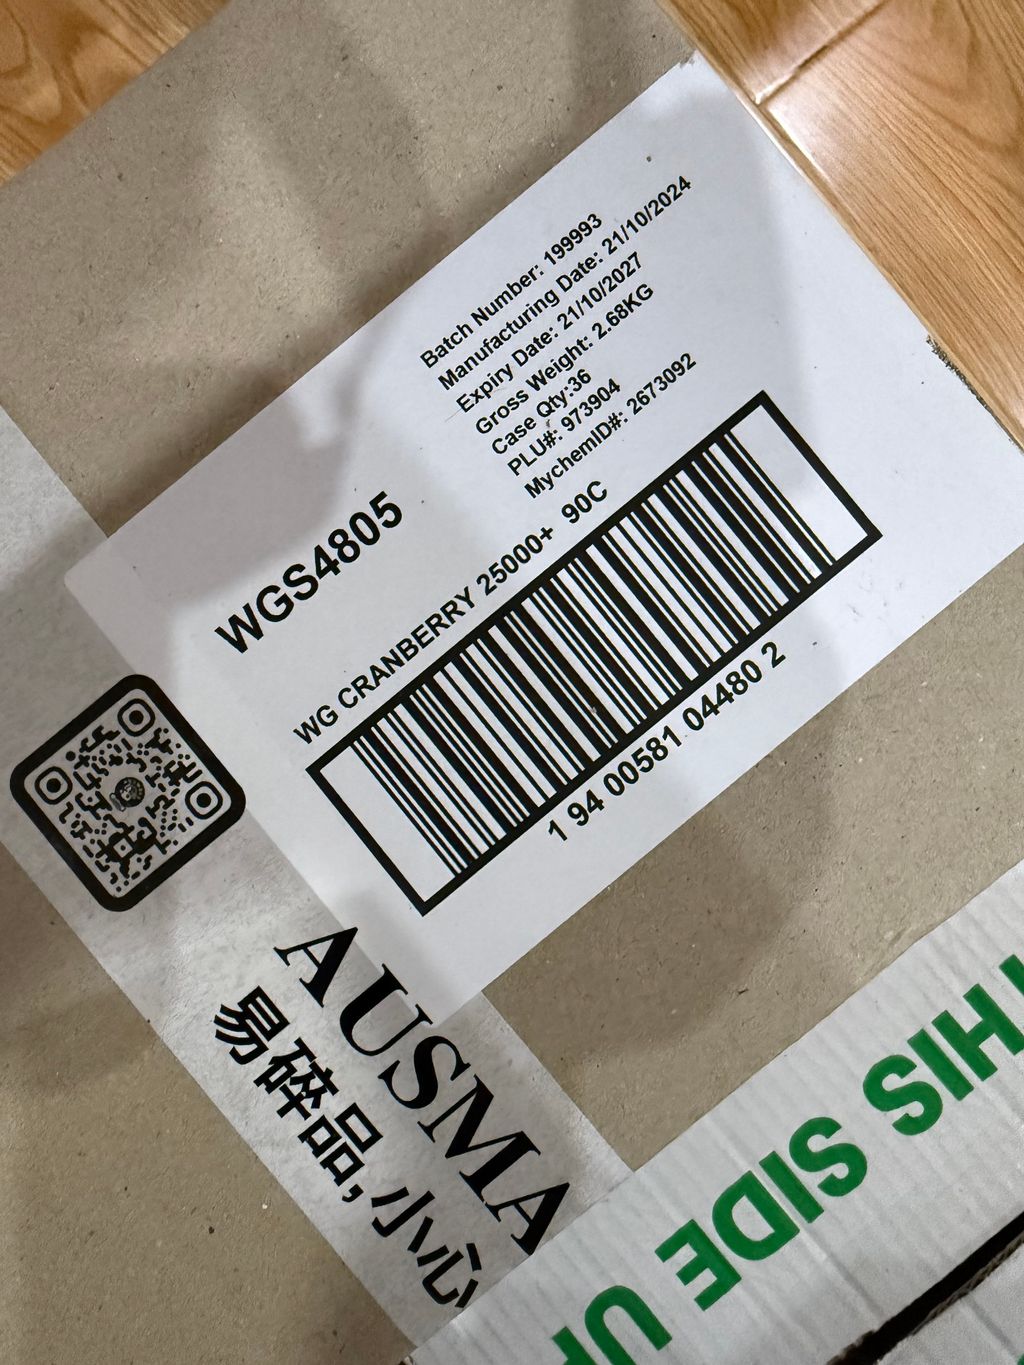 Batch Number: 199993
Manufacturing Date: 21/10/2024
Expiry Date: 21/10/2027
Gross Weight: 2.68KG
Case Qty:36
PLU#: 973904
MychemID#: 2673092
WGS4805
WG CRANBERRY 25000+ 90C
1 94 00581 04480 2
AUSMA
易碎品,小心
HIS SIDE UP